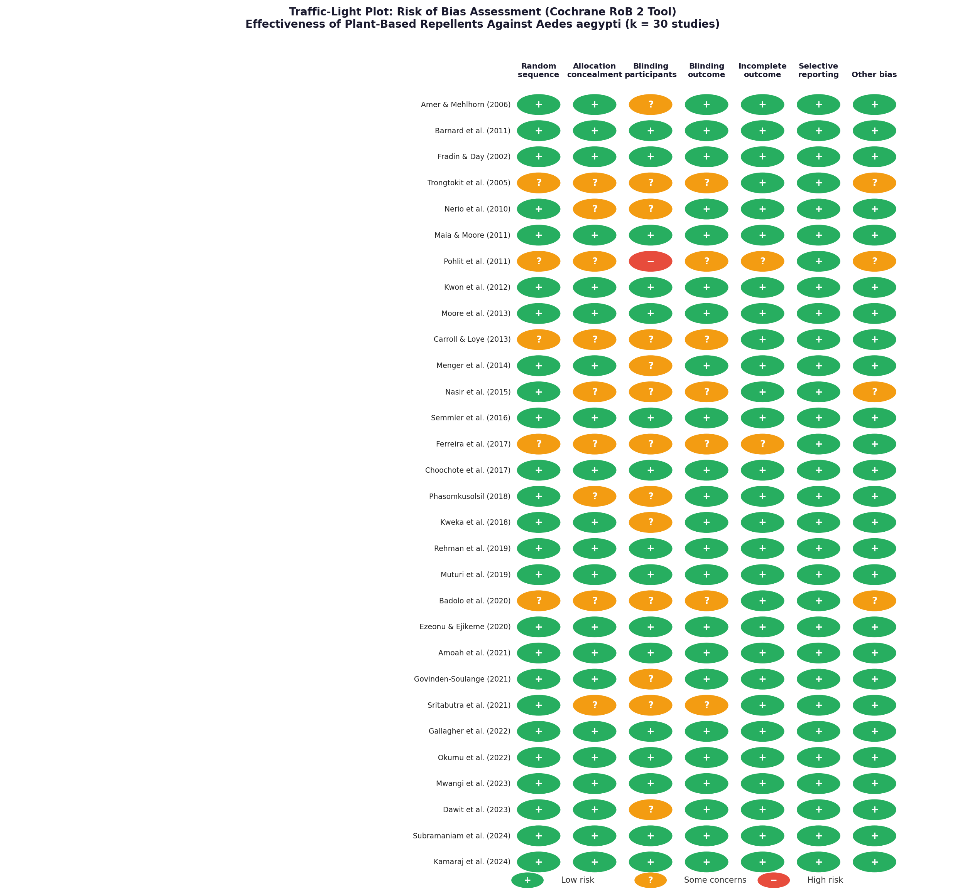 Traffic-Light Plot: Risk of Bias Assessment (Cochrane RoB 2 Tool)
Effectiveness of Plant-Based Repellents Against Aedes aegypti (k = 30 studies)
Random Allocation Blinding Blinding Incomplete Selective
sequence concealment participants outcome outcome reporting Other bias
Amer & Mehlhorn (2006) + + ? + + + +
Barnard et al. (2011) + + + + + + +
Fradin & Day (2002) + + + + + + +
Trongtokit et al. (2005) ? ? ? ? + + ?
Nerio et al. (2010) + ? ? + + + +
Maia & Moore (2011) + + + + + + +
Pohlit et al. (2011) ? ? − ? ? + ?
Kwon et al. (2012) + + + + + + +
Moore et al. (2013) + + + + + + +
Carroll & Loye (2013) ? ? ? ? + + +
Menger et al. (2014) + + ? + + + +
Nasir et al. (2015) + ? ? ? + + ?
Semmler et al. (2016) + + + + + + +
Ferreira et al. (2017) ? ? ? ? ? + +
Choochote et al. (2017) + + + + + + +
Phasomkusolsil (2018) + ? ? + + + +
Kweka et al. (2018) + + ? + + + +
Rehman et al. (2019) + + + + + + +
Muturi et al. (2019) + + + + + + +
Badolo et al. (2020) ? ? ? ? + + ?
Ezeonu & Ejikeme (2020) + + + + + + +
Amoah et al. (2021) + + + + + + +
Govinden-Soulange (2021) + + ? + + + +
Sritabutra et al. (2021) + ? ? ? + + +
Gallagher et al. (2022) + + + + + + +
Okumu et al. (2022) + + + + + + +
Mwangi et al. (2023) + + + + + + +
Dawit et al. (2023) + + ? + + + +
Subramaniam et al. (2024) + + + + + + +
Kamaraj et al. (2024) + + + + + + +
+ Low risk ? Some concerns − High risk